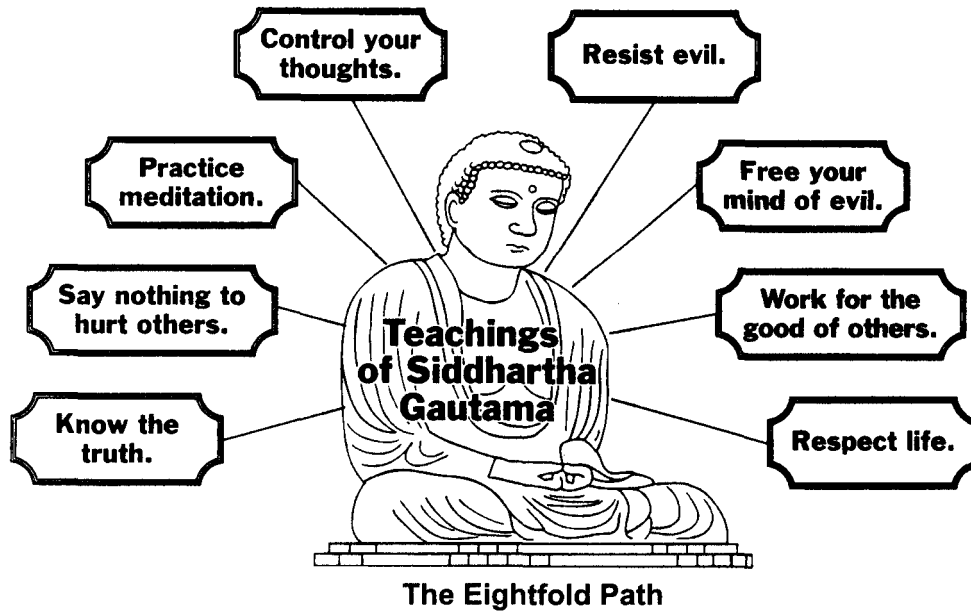 Control your
thoughts.
Resist evil.
Practice
meditation.
Free your
mind of evil.
Say nothing to
hurt others.
Work for the
good of others.
Teachings
of Siddhartha
Gautama
Know the
truth.
Respect life.
The Eightfold Path